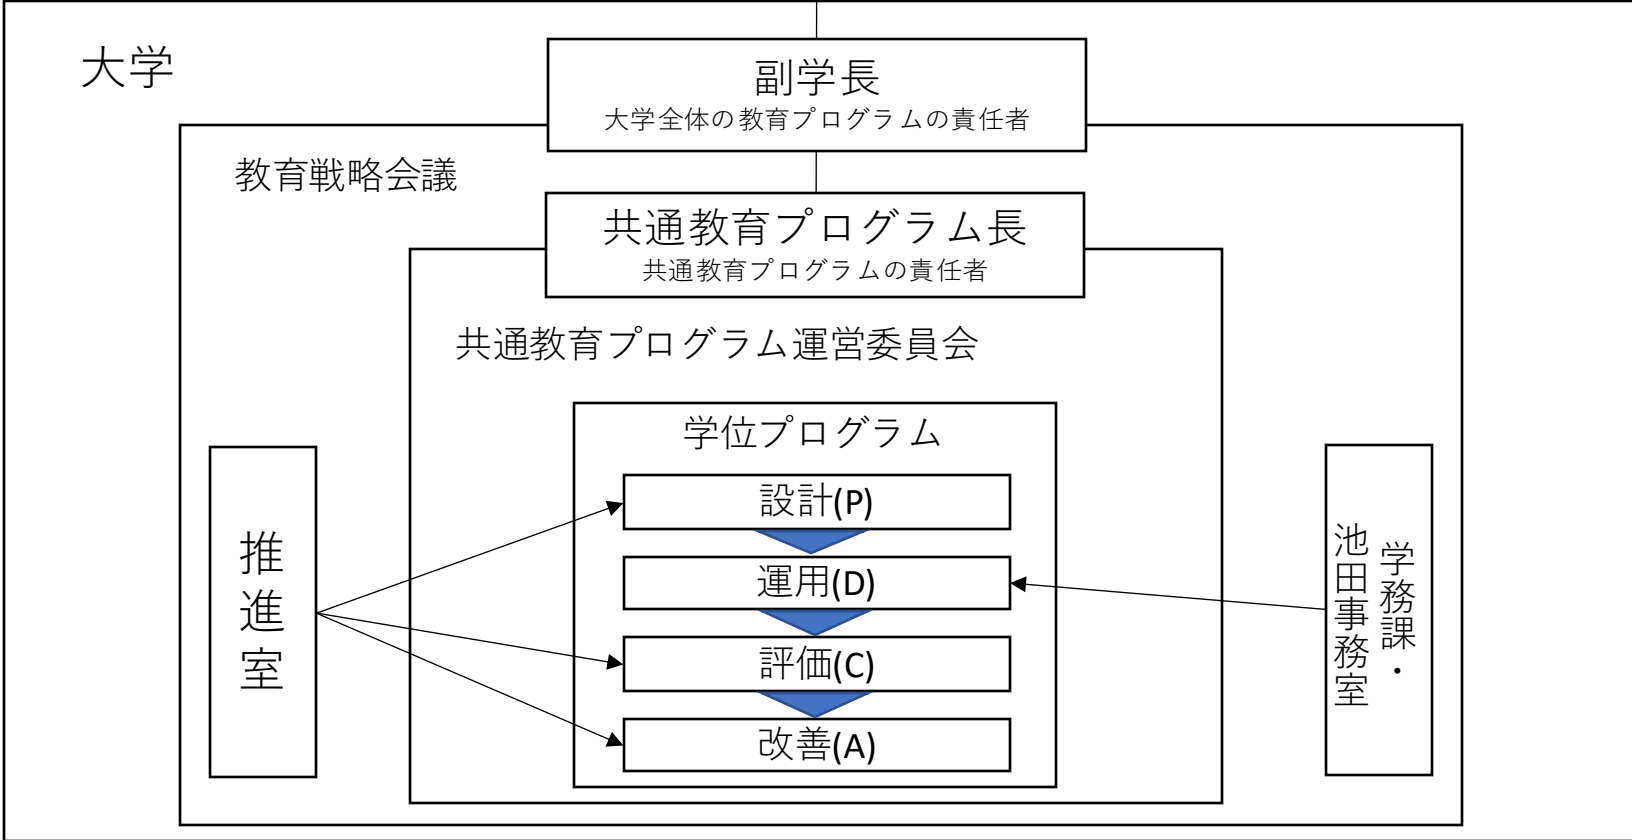 大学
副学長
大学全体の教育プログラムの責任者
教育戦略会議
共通教育プログラム長
共通教育プログラムの責任者
共通教育プログラム運営委員会
学位プログラム
設計(P)
運用(D)
評価(C)
改善(A)
推進室
学務課・
池田事務室